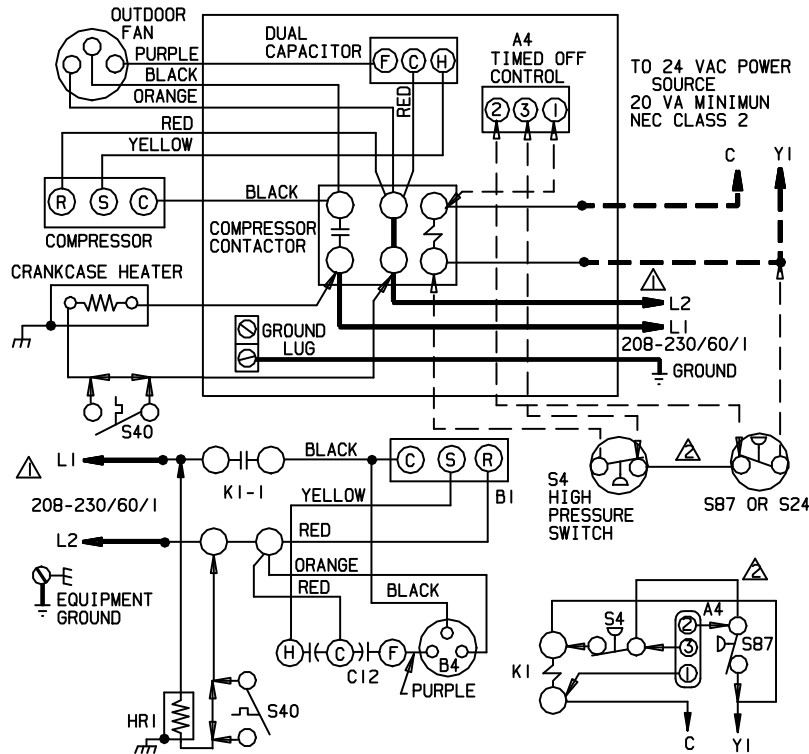 OUTDOOR
FAN
PURPLE
BLACK
ORANGE
DUAL
CAPACITOR
F C H
RED
A4
TIMED OFF
CONTROL
2 3 1
TO 24 VAC POWER
SOURCE
20 VA MINIMUN
NEC CLASS 2
C Y1
RED
YELLOW
R S C
COMPRESSOR
BLACK
COMPRESSOR
CONTACTOR
CRANKCASE HEATER
1
L2
L1
208-230/60/1
GROUND
LUG
GROUND
S40
1
L1
K1-1
BLACK
C S R
B1
YELLOW
208-230/60/1
L2
RED
ORANGE
RED
BLACK
EQUIPMENT
GROUND
H C F
C12
B4
PURPLE
HR1
S40
S4
HIGH
PRESSURE
SWITCH
2
S87 OR S24
2
S4
A4
2
3
1
S87
K1
C Y1